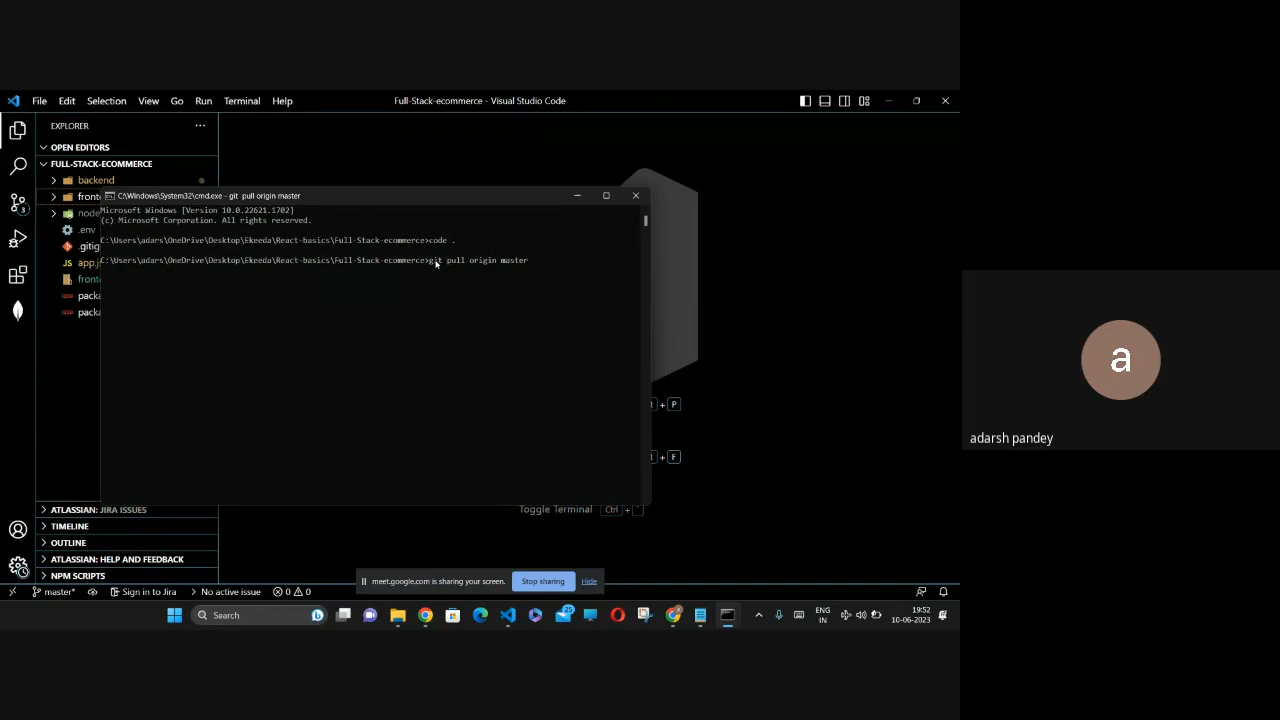 File Edit Selection View Go Run Terminal Help
Full-Stack-ecommerce - Visual Studio Code
EXPLORER
OPEN EDITORS
FULL-STACK-ECOMMERCE
backend
C:\Windows\System32\cmd.exe - git  pull origin master
.env
Microsoft Windows [Version 10.0.22621.1702]
(c) Microsoft Corporation. All rights reserved.
C:\Users\adars\OneDrive\Desktop\Ekeeda\React-basics\Full-Stack-ecommerce>code .
C:\Users\adars\OneDrive\Desktop\Ekeeda\React-basics\Full-Stack-ecommerce>git pull origin master
+ P
+ F
Toggle Terminal Ctrl + `
ATLASSIAN: JIRA ISSUES
TIMELINE
OUTLINE
ATLASSIAN: HELP AND FEEDBACK
NPM SCRIPTS
meet.google.com is sharing your screen. Stop sharing Hide
master* Sign in to Jira No active issue 0 0
Search
25
ENG
IN
19:52
10-06-2023
3
a
adarsh pandey